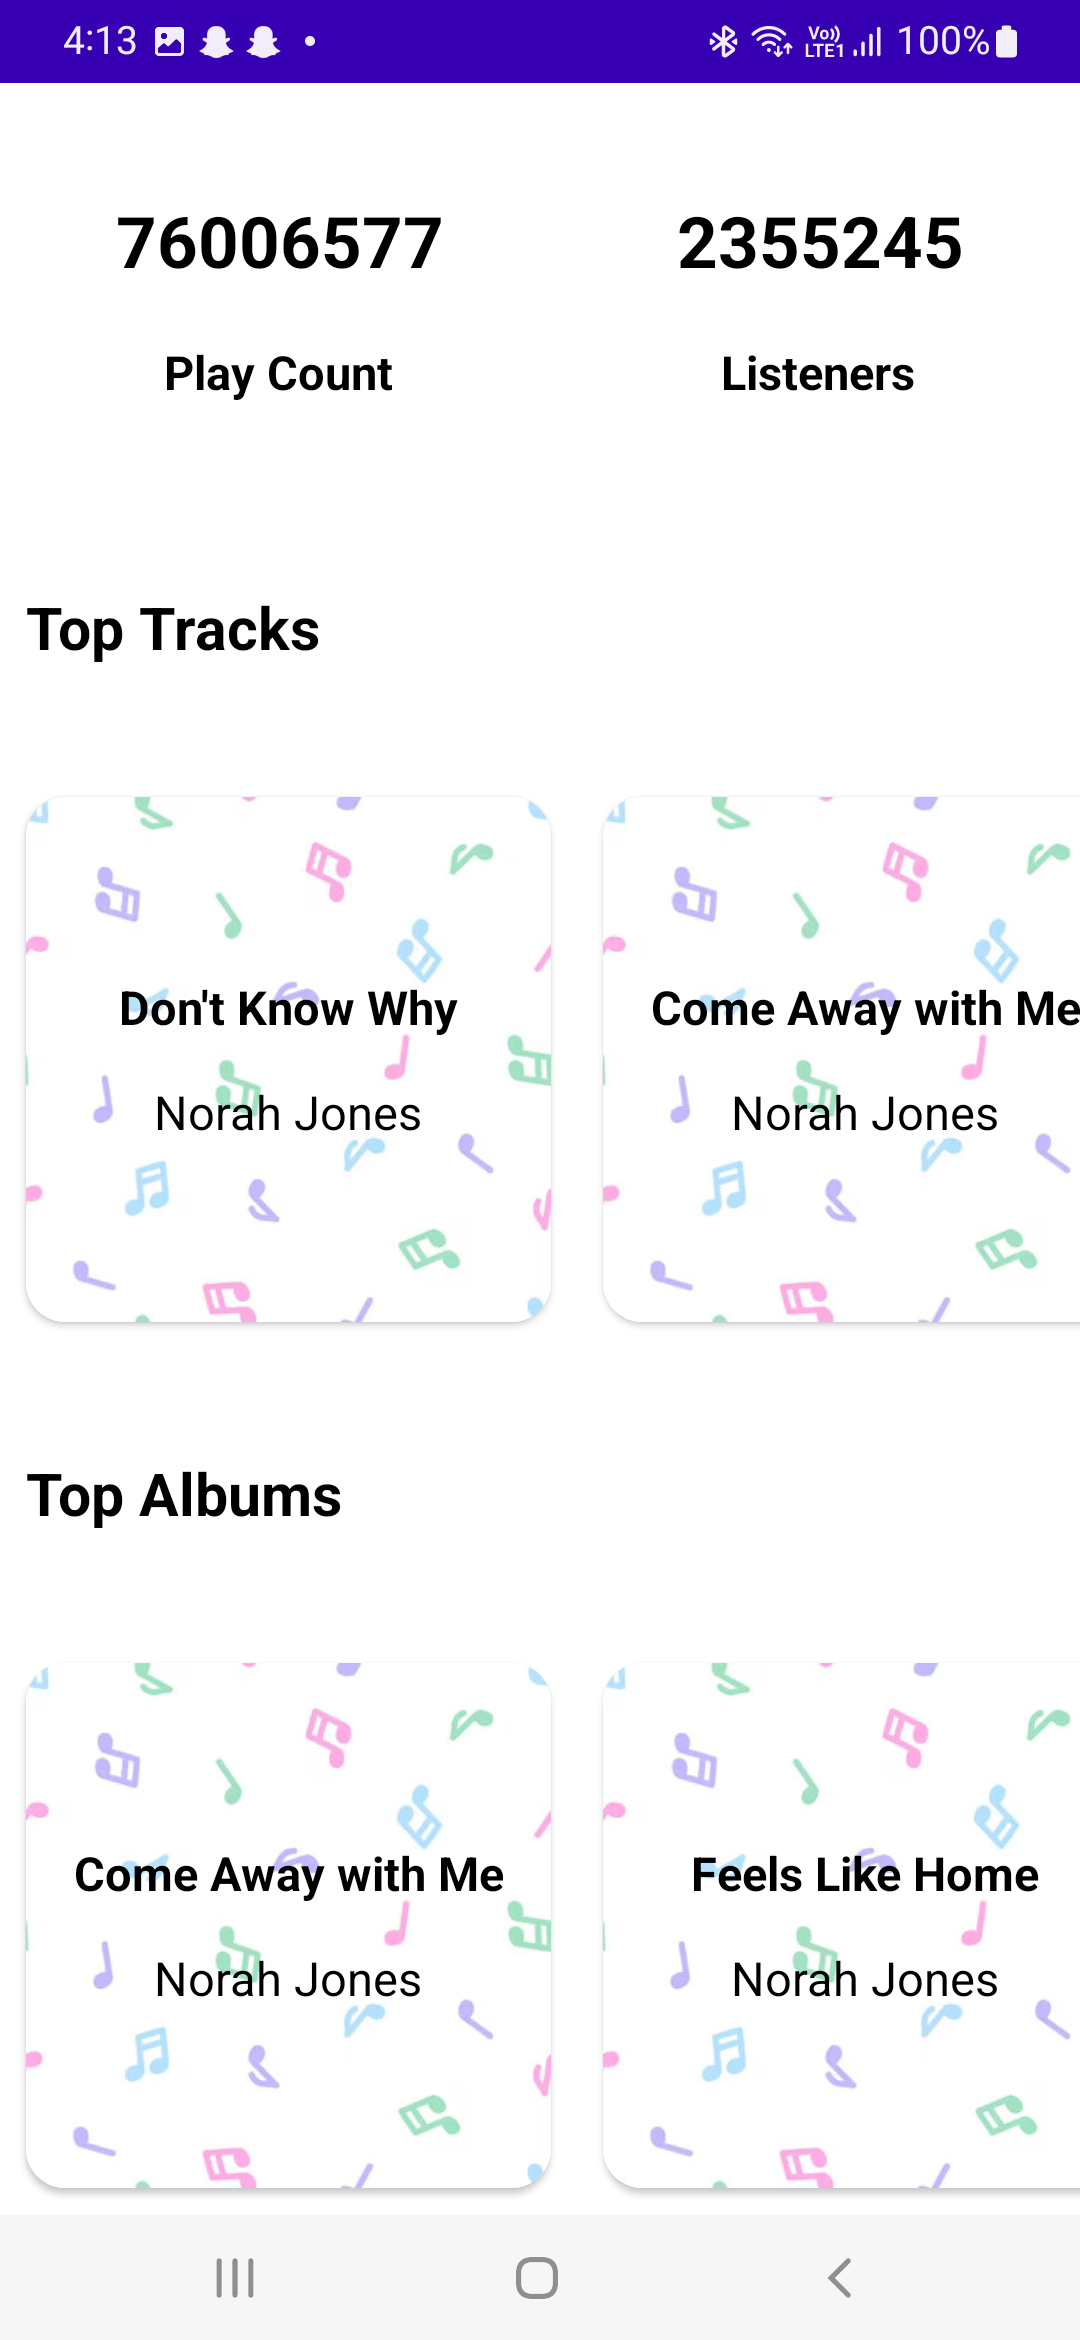 4:13 Vo)) LTE1 100%
76006577 2355245
Play Count Listeners
Top Tracks
Don't Know Why Come Away with Me
Norah Jones Norah Jones
Top Albums
Come Away with Me Feels Like Home
Norah Jones Norah Jones